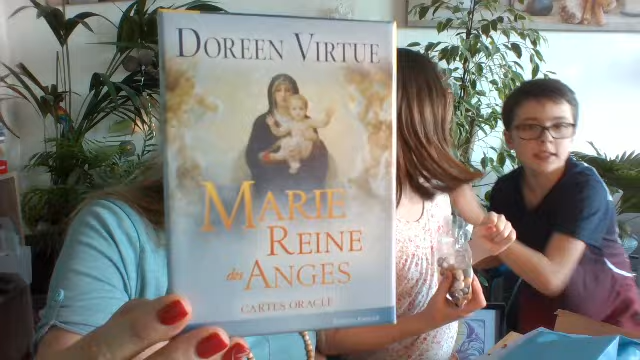 DOREEN VIRTUE
MARIE
REINE
des ANGES
CARTES ORACLE